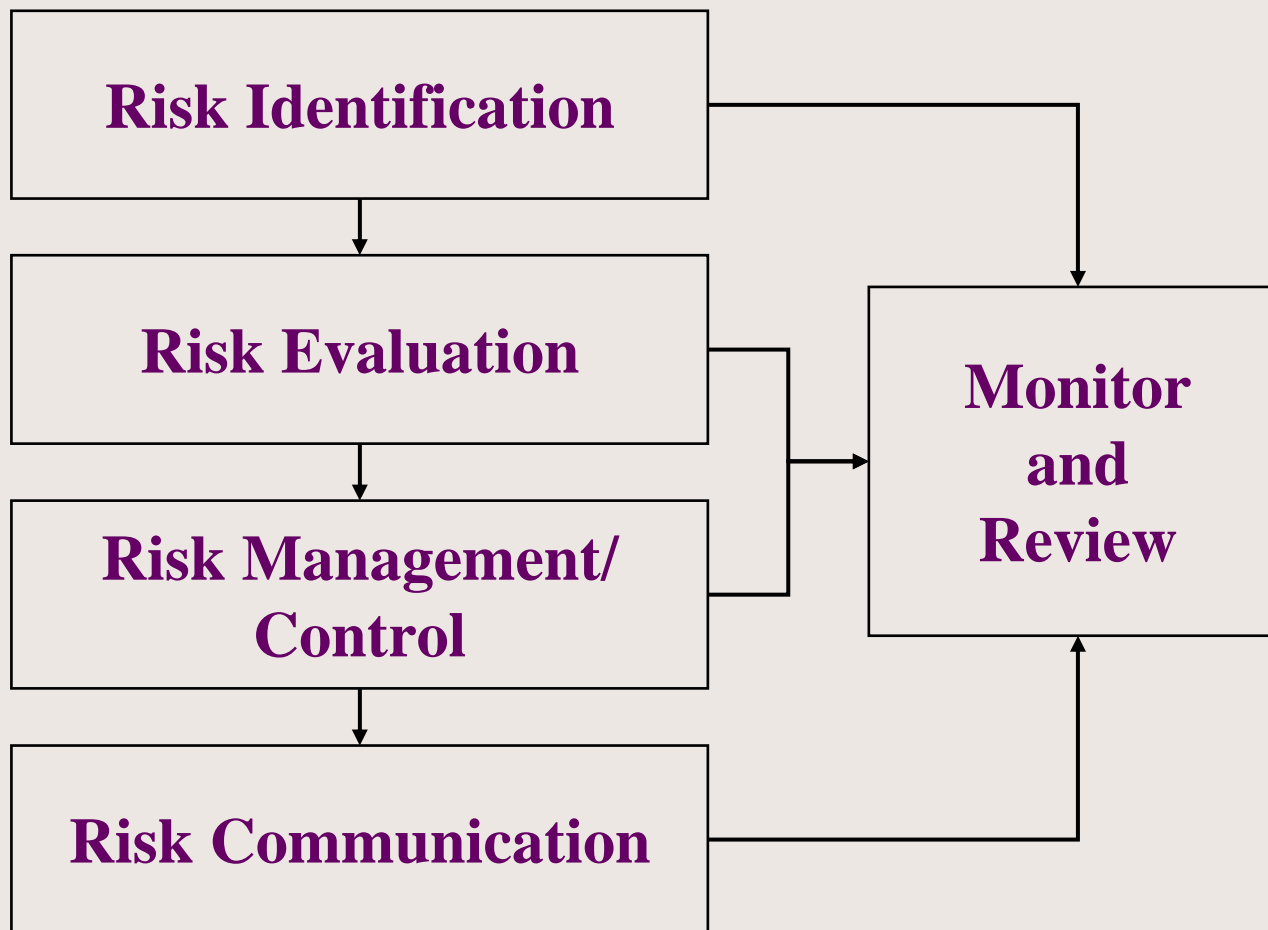 Risk Identification
Risk Evaluation
Risk Management/
Control
Risk Communication
Monitor
and
Review